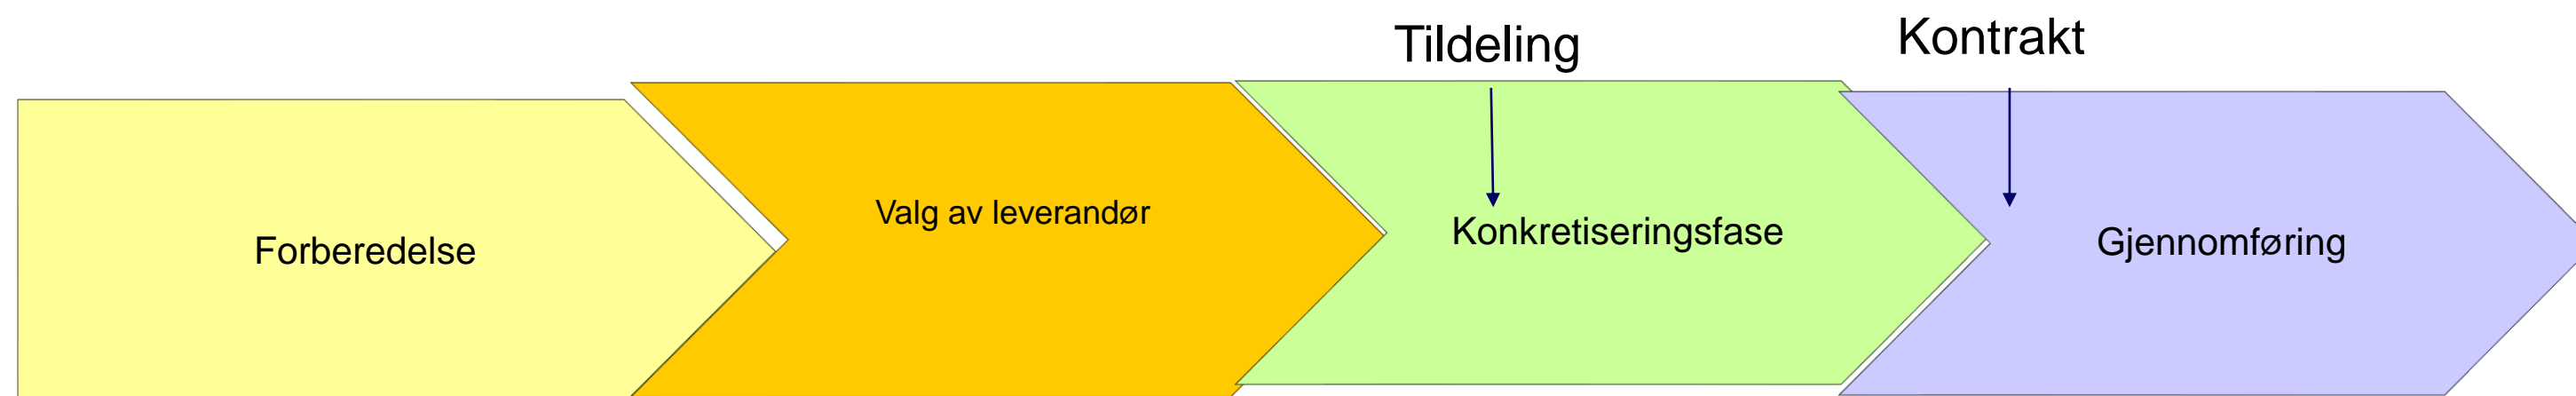 Tildeling
Kontrakt
Forberedelse
Valg av leverandør
Konkretiseringsfase
Gjennomføring